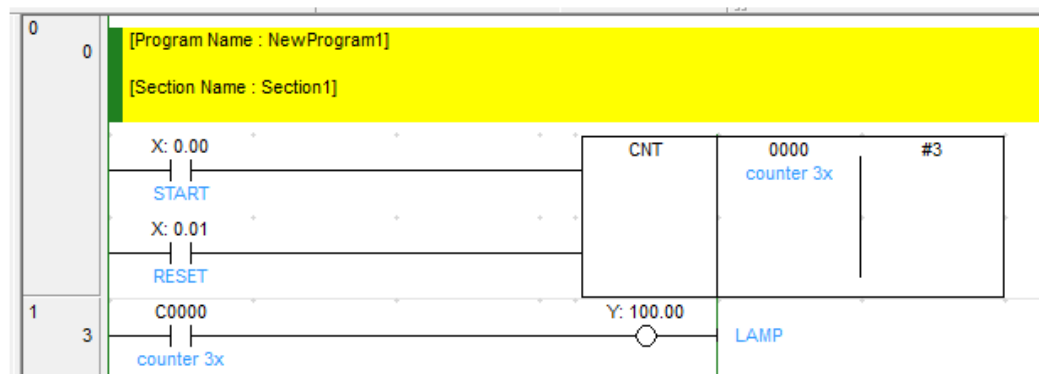 0
0
[Program Name : NewProgram1]
[Section Name : Section1]
X: 0.00
CNT
0000
#3
counter 3x
START
X: 0.01
RESET
1
C0000
Y: 100.00
3
LAMP
counter 3x